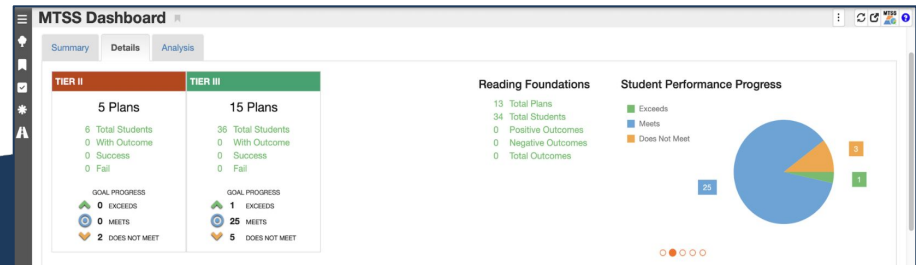 MTSS Dashboard
MTSS
Summary Details Analysis
TIER II
5 Plans
6 Total Students
0 With Outcome
0 Success
0 Fail
GOAL PROGRESS
0 EXCEEDS
0 MEETS
2 DOES NOT MEET
TIER III
15 Plans
36 Total Students
0 With Outcome
0 Success
0 Fail
GOAL PROGRESS
1 EXCEEDS
25 MEETS
5 DOES NOT MEET
Reading Foundations
13 Total Plans
34 Total Students
0 Positive Outcomes
0 Negative Outcomes
0 Total Outcomes
Student Performance Progress
Exceeds
Meets
Does Not Meet
3
1
25